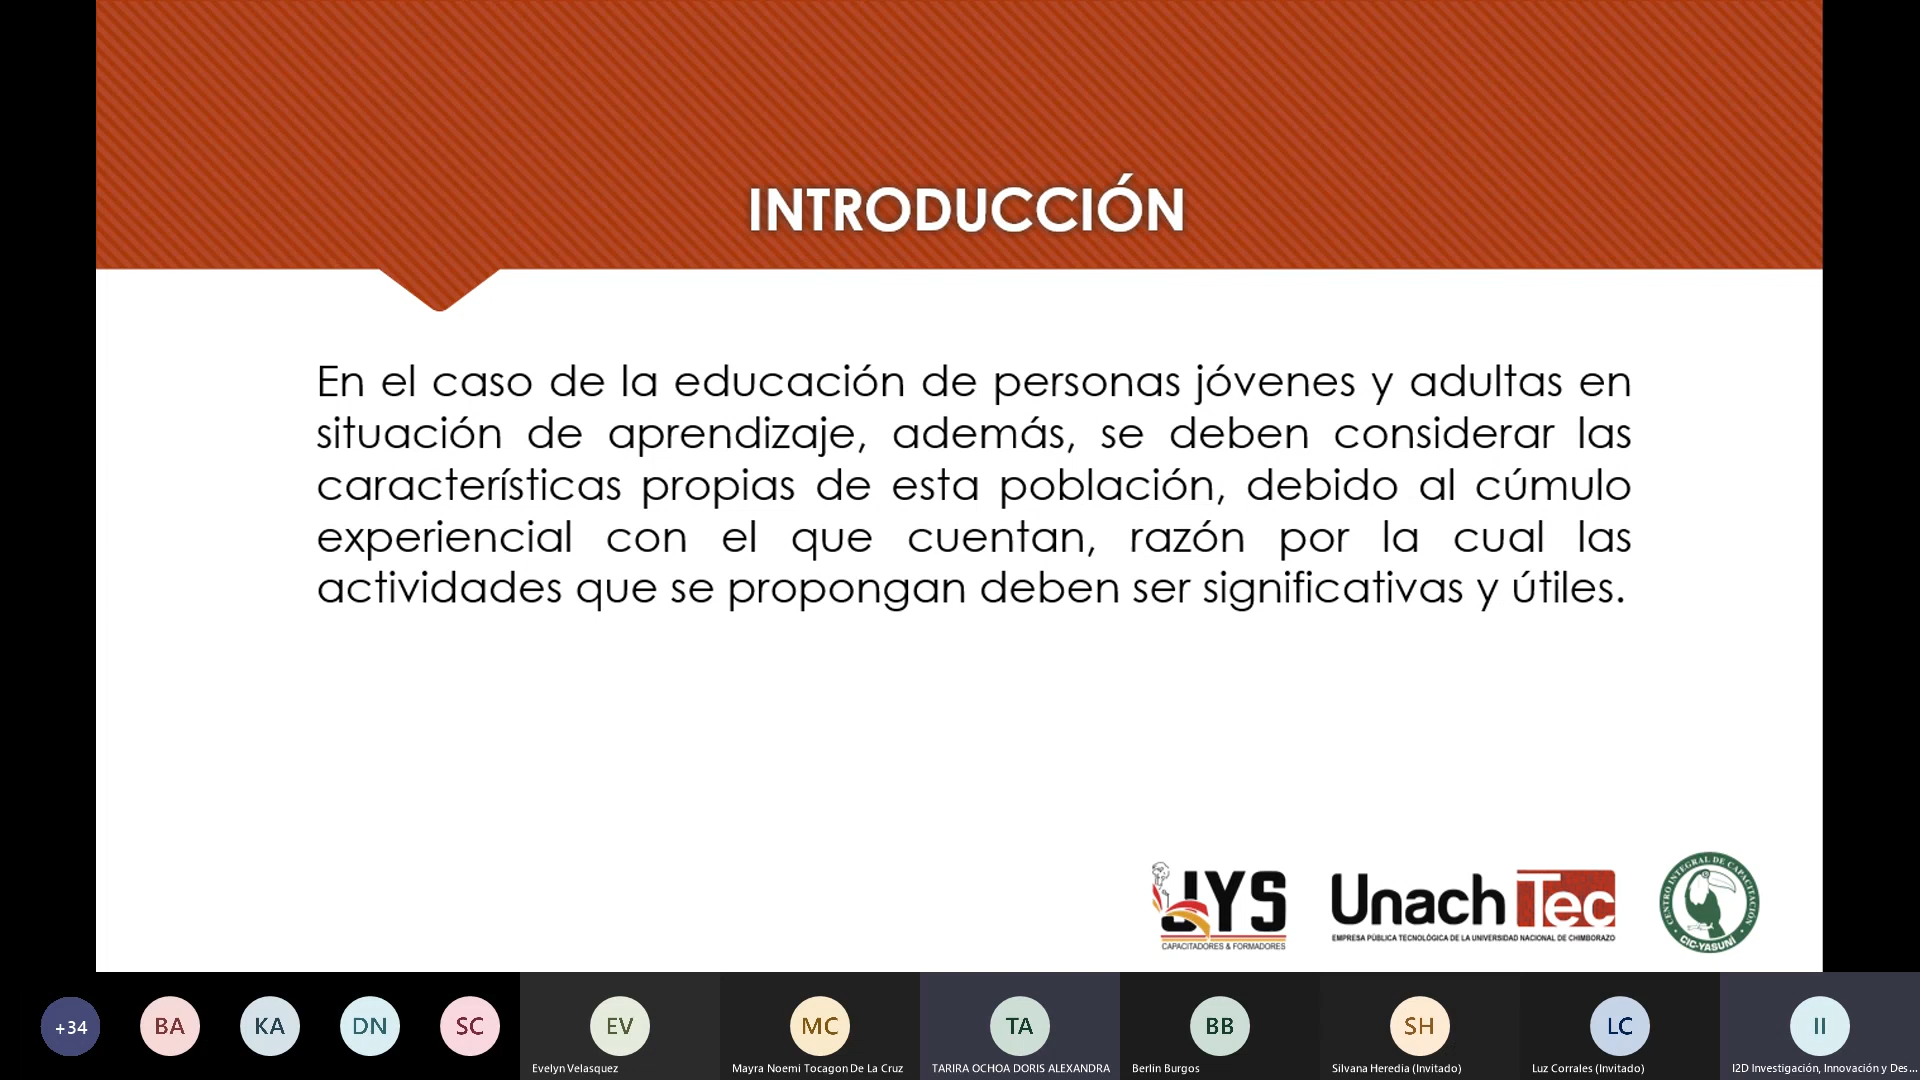 INTRODUCCIÓN
En el caso de la educación de personas jóvenes y adultas en
situación de aprendizaje, además, se deben considerar las
características propias de esta población, debido al cúmulo
experiencial con el que cuentan, razón por la cual las
actividades que se propongan deben ser significativas y útiles.
JYS
CAPACITADORES & FORMADORES
UnachTec
EMPRESA PÚBLICA TECNOLÓGICA DE LA UNIVERSIDAD NACIONAL DE CHIMBORAZO
CENTRO INTEGRAL DE CAPACITACIÓN
CIC-YASUNÍ
+34
BA
KA
DN
SC
EV
MC
TA
BB
SH
LC
II
Evelyn Velasquez
Mayra Noemi Tocagon De La Cruz
TARIRA OCHOA DORIS ALEXANDRA
Berlin Burgos
Silvana Heredia (Invitado)
Luz Corrales (Invitado)
I2D Investigación, Innovación y Des...